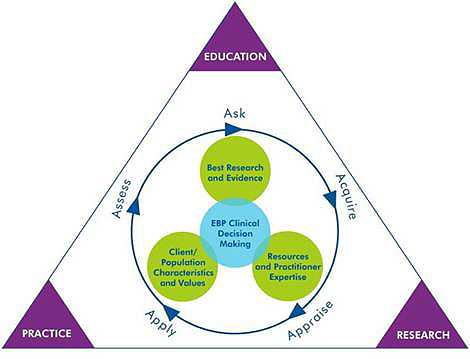 EDUCATION
Ask
Best Research
and Evidence
Acquire
Assess
EBP Clinical
Decision
Making
Client/
Population
Characteristics
and Values
Resources
and Practitioner
Expertise
Apply
Appraise
PRACTICE
RESEARCH